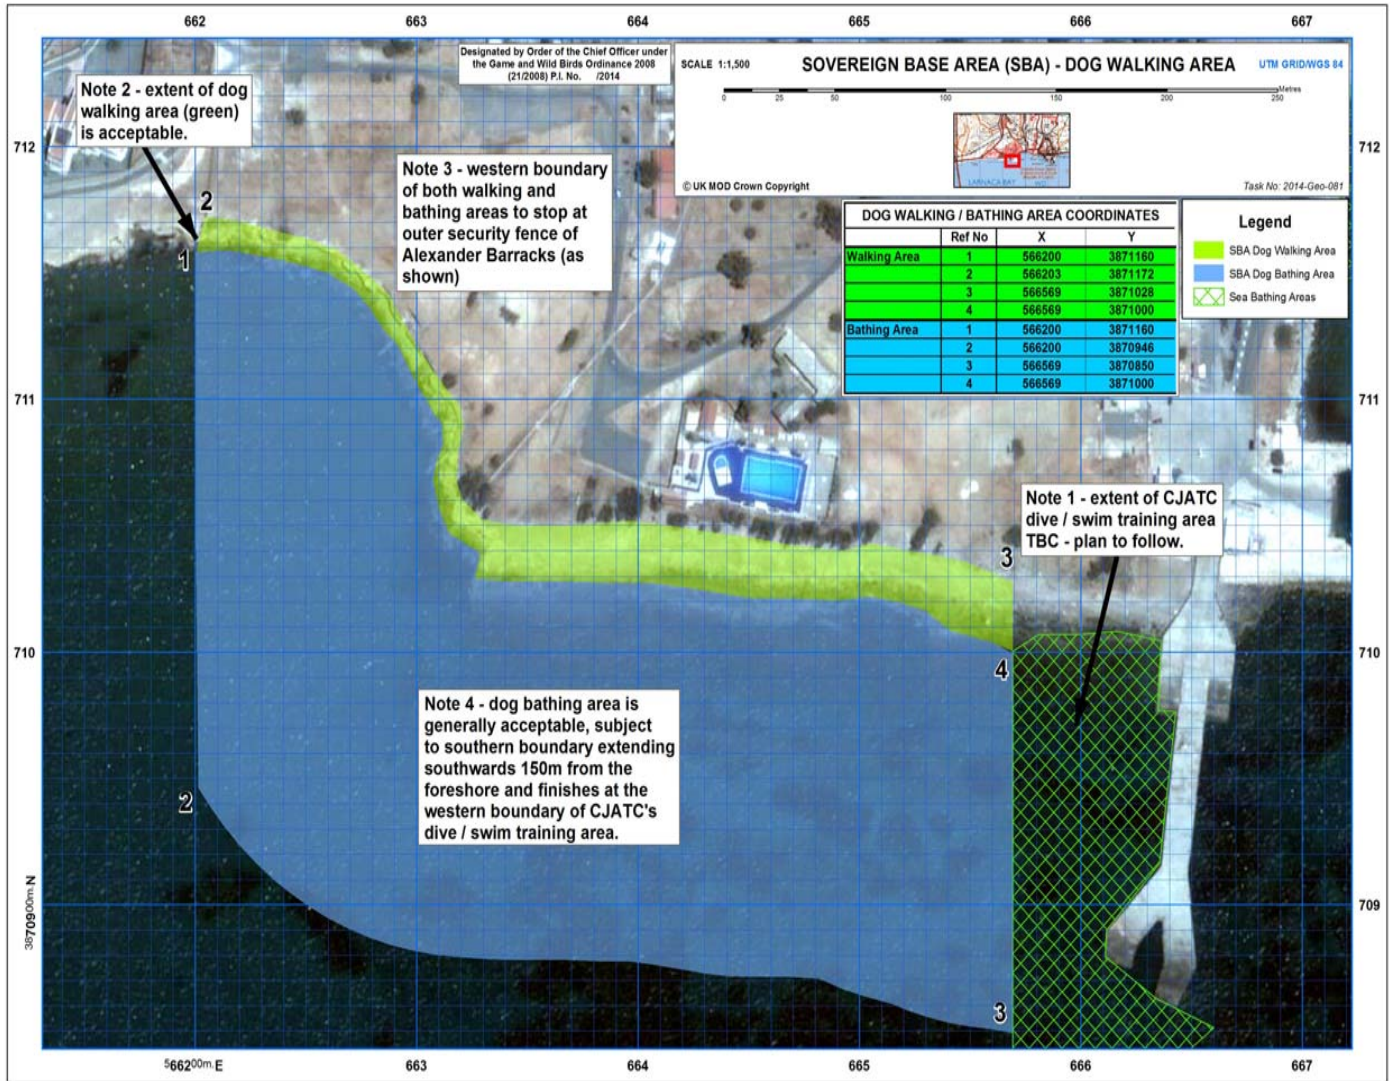 662 663 664 665 666 667
Designated by Order of the Chief Officer under
the Game and Wild Birds Ordinance 2008
(21/2008) P.I. No. /2014
SCALE 1:1,500
SOVEREIGN BASE AREA (SBA) - DOG WALKING AREA
UTM GRID/WGS 84
Metres
0 25 50 100 150 200 250
LARNACA BAY
© UK MOD Crown Copyright
Task No: 2014-Geo-081
Note 2 - extent of dog
walking area (green)
is acceptable.
712 712
Note 3 - western boundary
of both walking and
bathing areas to stop at
outer security fence of
Alexander Barracks (as
shown)
DOG WALKING / BATHING AREA COORDINATES
Ref No X Y
Walking Area 1 566200 3871160
2 566203 3871172
3 566569 3871028
4 566569 3871000
Bathing Area 1 566200 3871160
2 566200 3870946
3 566569 3870850
4 566569 3871000
Legend
SBA Dog Walking Area
SBA Dog Bathing Area
Sea Bathing Areas
2
1
711 711
Note 1 - extent of CJATC
dive / swim training area
TBC - plan to follow.
3
710 710
4
Note 4 - dog bathing area is
generally acceptable, subject
to southern boundary extending
southwards 150m from the
foreshore and finishes at the
western boundary of CJATC's
dive / swim training area.
2
3870900m.N
709 709
3
566200m.E 663 664 665 666 667